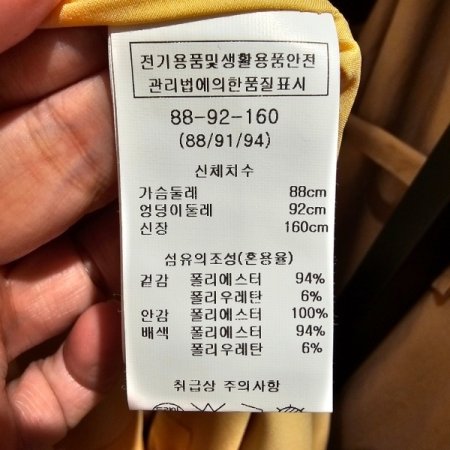 전기용품및생활용품안전
관리법에의한품질표시
88-92-160
(88/91/94)
신체치수
가슴둘레 88cm
엉덩이둘레 92cm
신장 160cm
섬유의조성(혼용율)
겉감 폴리에스터 94%
폴리우레탄 6%
안감 폴리에스터 100%
배색 폴리에스터 94%
폴리우레탄 6%
취급상 주의사항